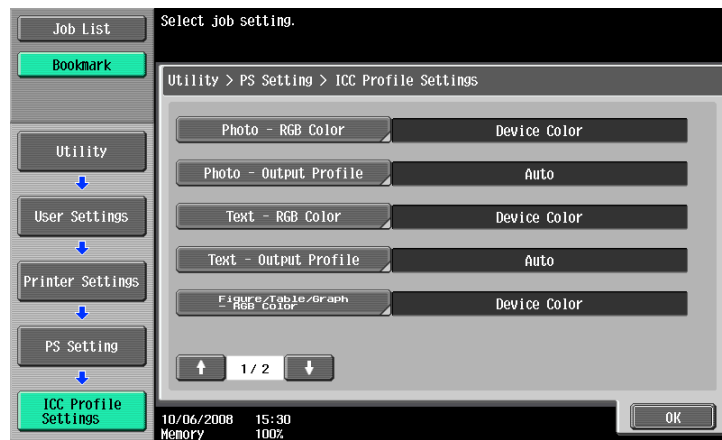 Job List
Bookmark
Utility
User Settings
Printer Settings
PS Setting
ICC Profile
Settings
Select job setting.
Utility > PS Setting > ICC Profile Settings
Photo - RGB Color
Device Color
Photo - Output Profile
Auto
Text - RGB Color
Device Color
Text - Output Profile
Auto
Figure/Table/Graph
- RGB Color
Device Color
1/2
10/06/2008 15:30
Memory 100%
OK